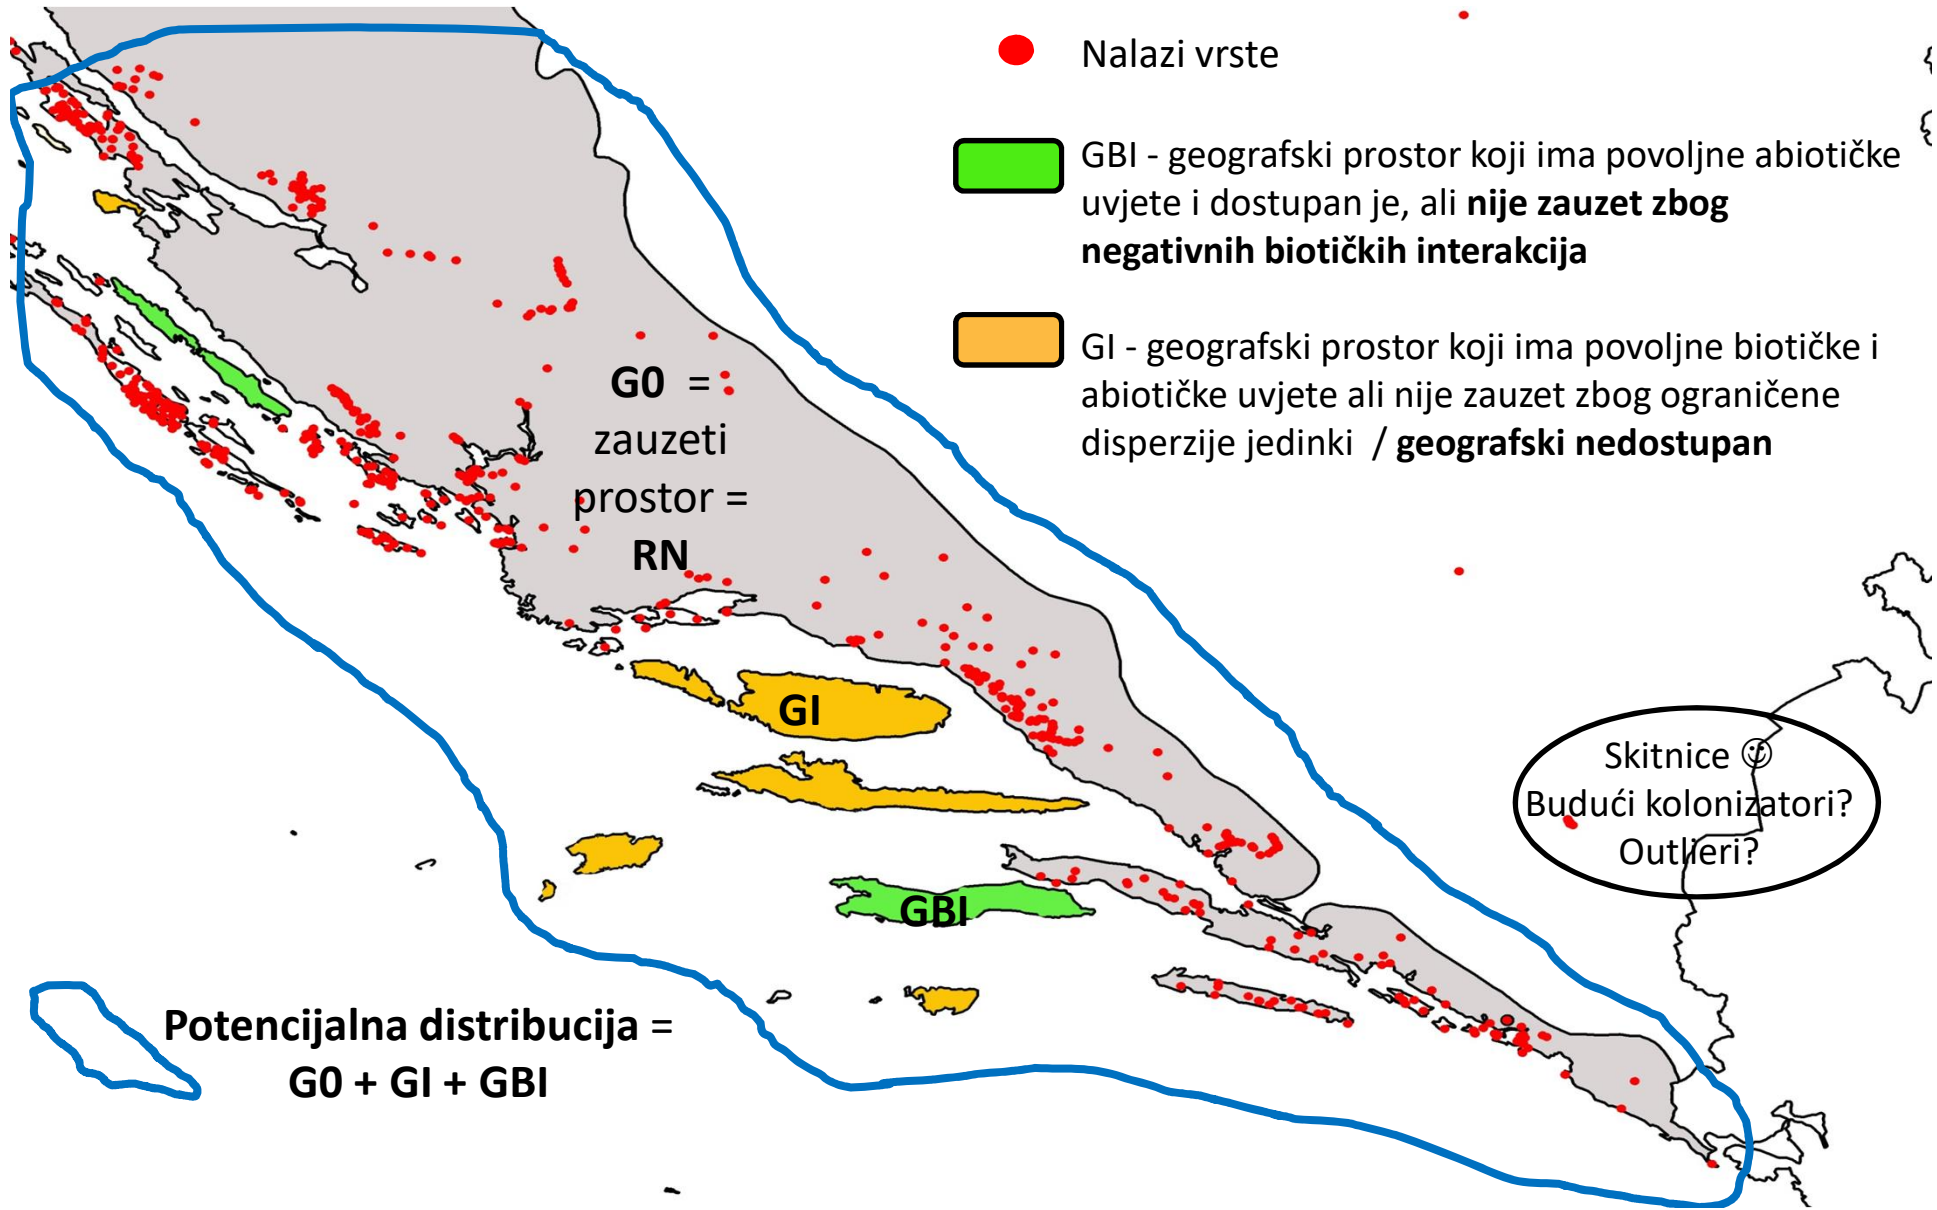 Nalazi vrste
GBI - geografski prostor koji ima povoljne abiotičke
uvjete i dostupan je, ali nije zauzet zbog
negativnih biotičkih interakcija
GI - geografski prostor koji ima povoljne biotičke i
abiotičke uvjete ali nije zauzet zbog ograničene
disperzije jedinki / geografski nedostupan
G0 =
zauzeti
prostor =
RN
GI
GBI
Skitnice ☺
Budući kolonizatori?
Outlieri?
Potencijalna distribucija =
G0 + GI + GBI